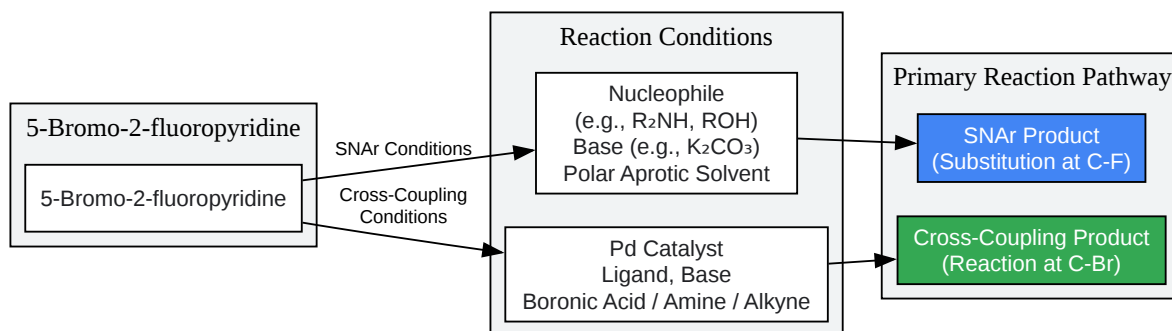 5-Bromo-2-fluoropyridine
5-Bromo-2-fluoropyridine
SNAr Conditions
Cross-Coupling
Conditions
Reaction Conditions
Nucleophile
(e.g., R₂NH, ROH)
Base (e.g., K₂CO₃)
Polar Aprotic Solvent
Pd Catalyst
Ligand, Base
Boronic Acid / Amine / Alkyne
Primary Reaction Pathway
SNAr Product
(Substitution at C-F)
Cross-Coupling Product
(Reaction at C-Br)